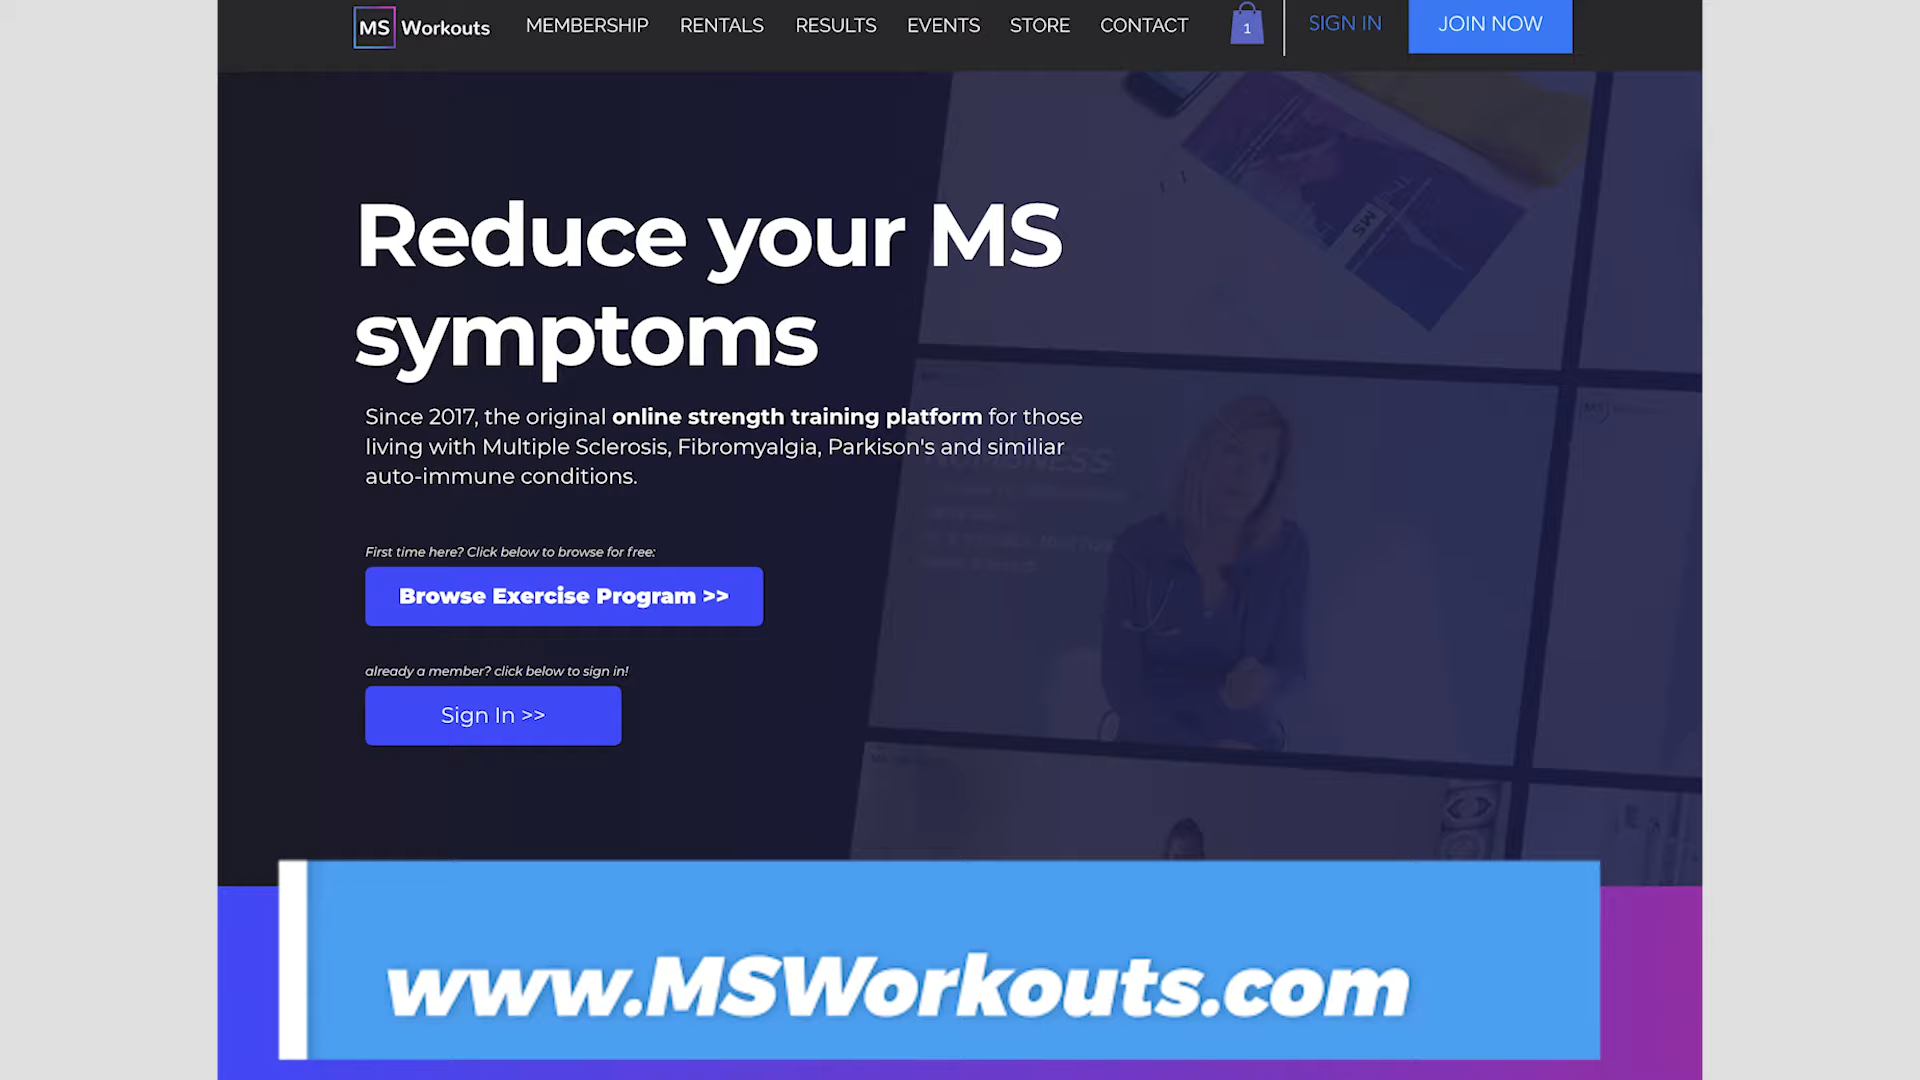 MS Workouts MEMBERSHIP RENTALS RESULTS EVENTS STORE CONTACT 1 SIGN IN JOIN NOW
Reduce your MS
symptoms
Since 2017, the original online strength training platform for those
living with Multiple Sclerosis, Fibromyalgia, Parkison's and similiar
auto-immune conditions.
First time here? Click below to browse for free:
Browse Exercise Program >>
already a member? click below to sign in!
Sign In >>
www.MSWorkouts.com